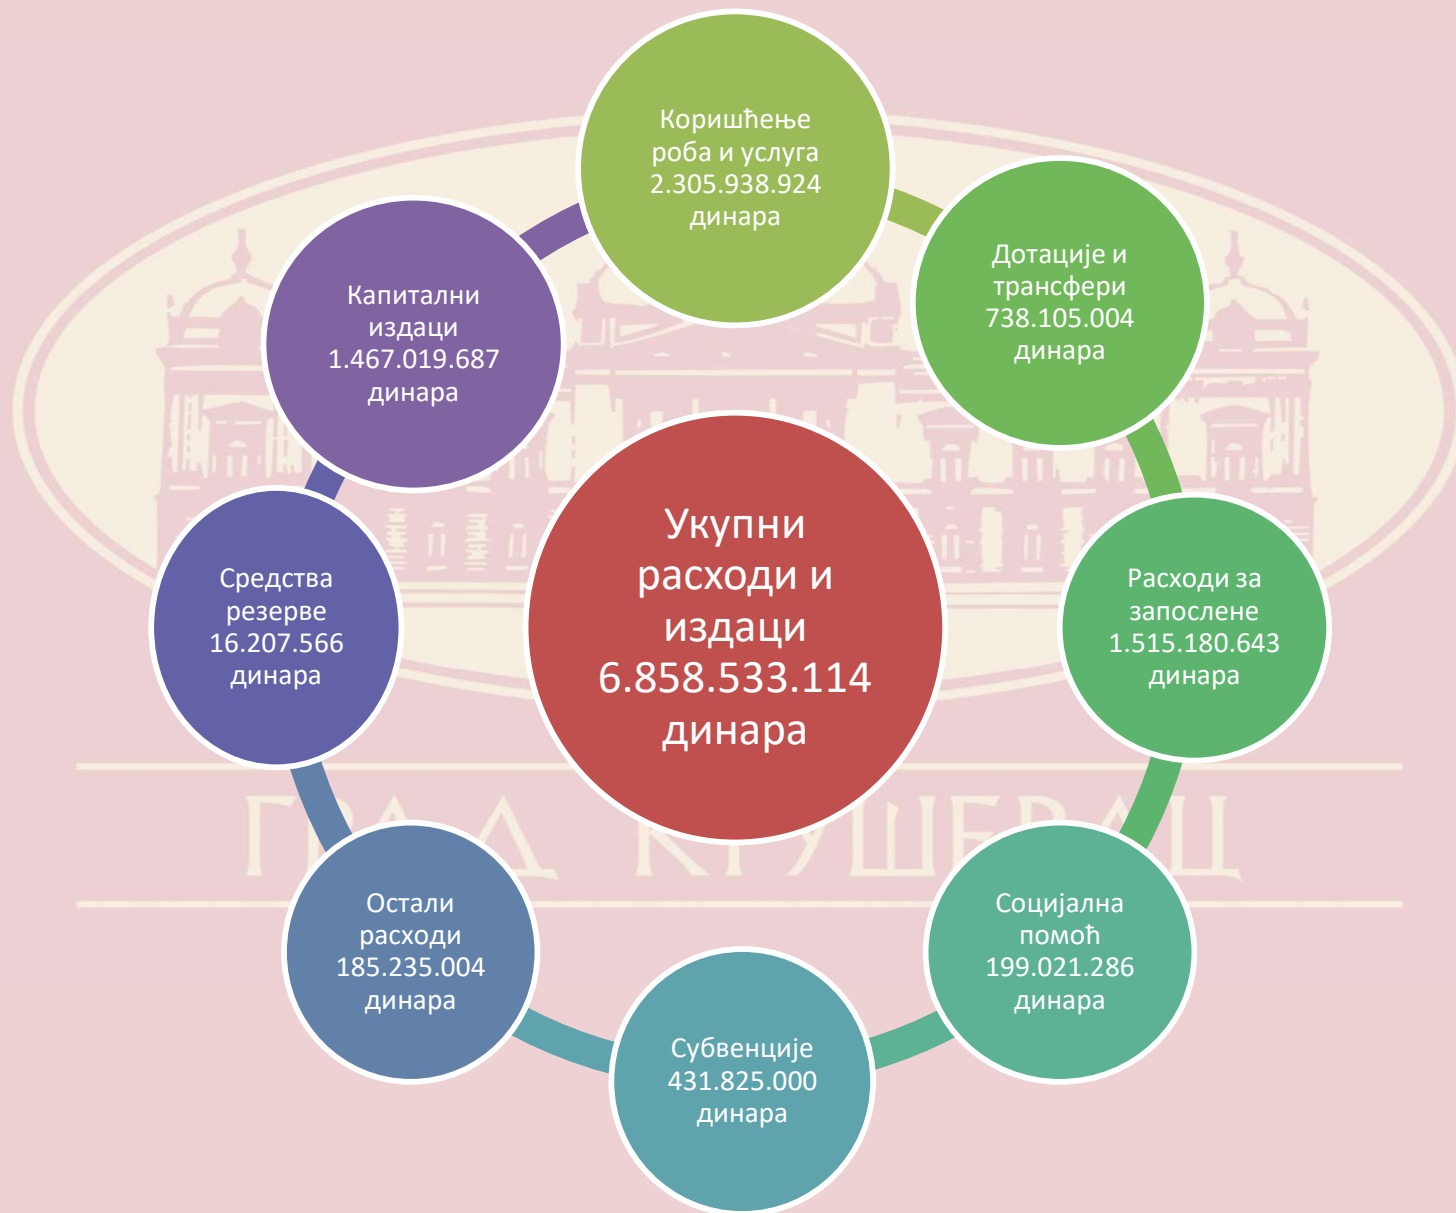 Коришћење
роба и услуга
2.305.938.924
динара
Дотације и
трансфери
738.105.004
динара
Расходи за
запослене
1.515.180.643
динара
Социјална
помоћ
199.021.286
динара
Субвенције
431.825.000
динара
Остали
расходи
185.235.004
динара
Средства
резерве
16.207.566
динара
Капитални
издаци
1.467.019.687
динара
Укупни
расходи и
издаци
6.858.533.114
динара
ГРАД КРУШЕВАЦ